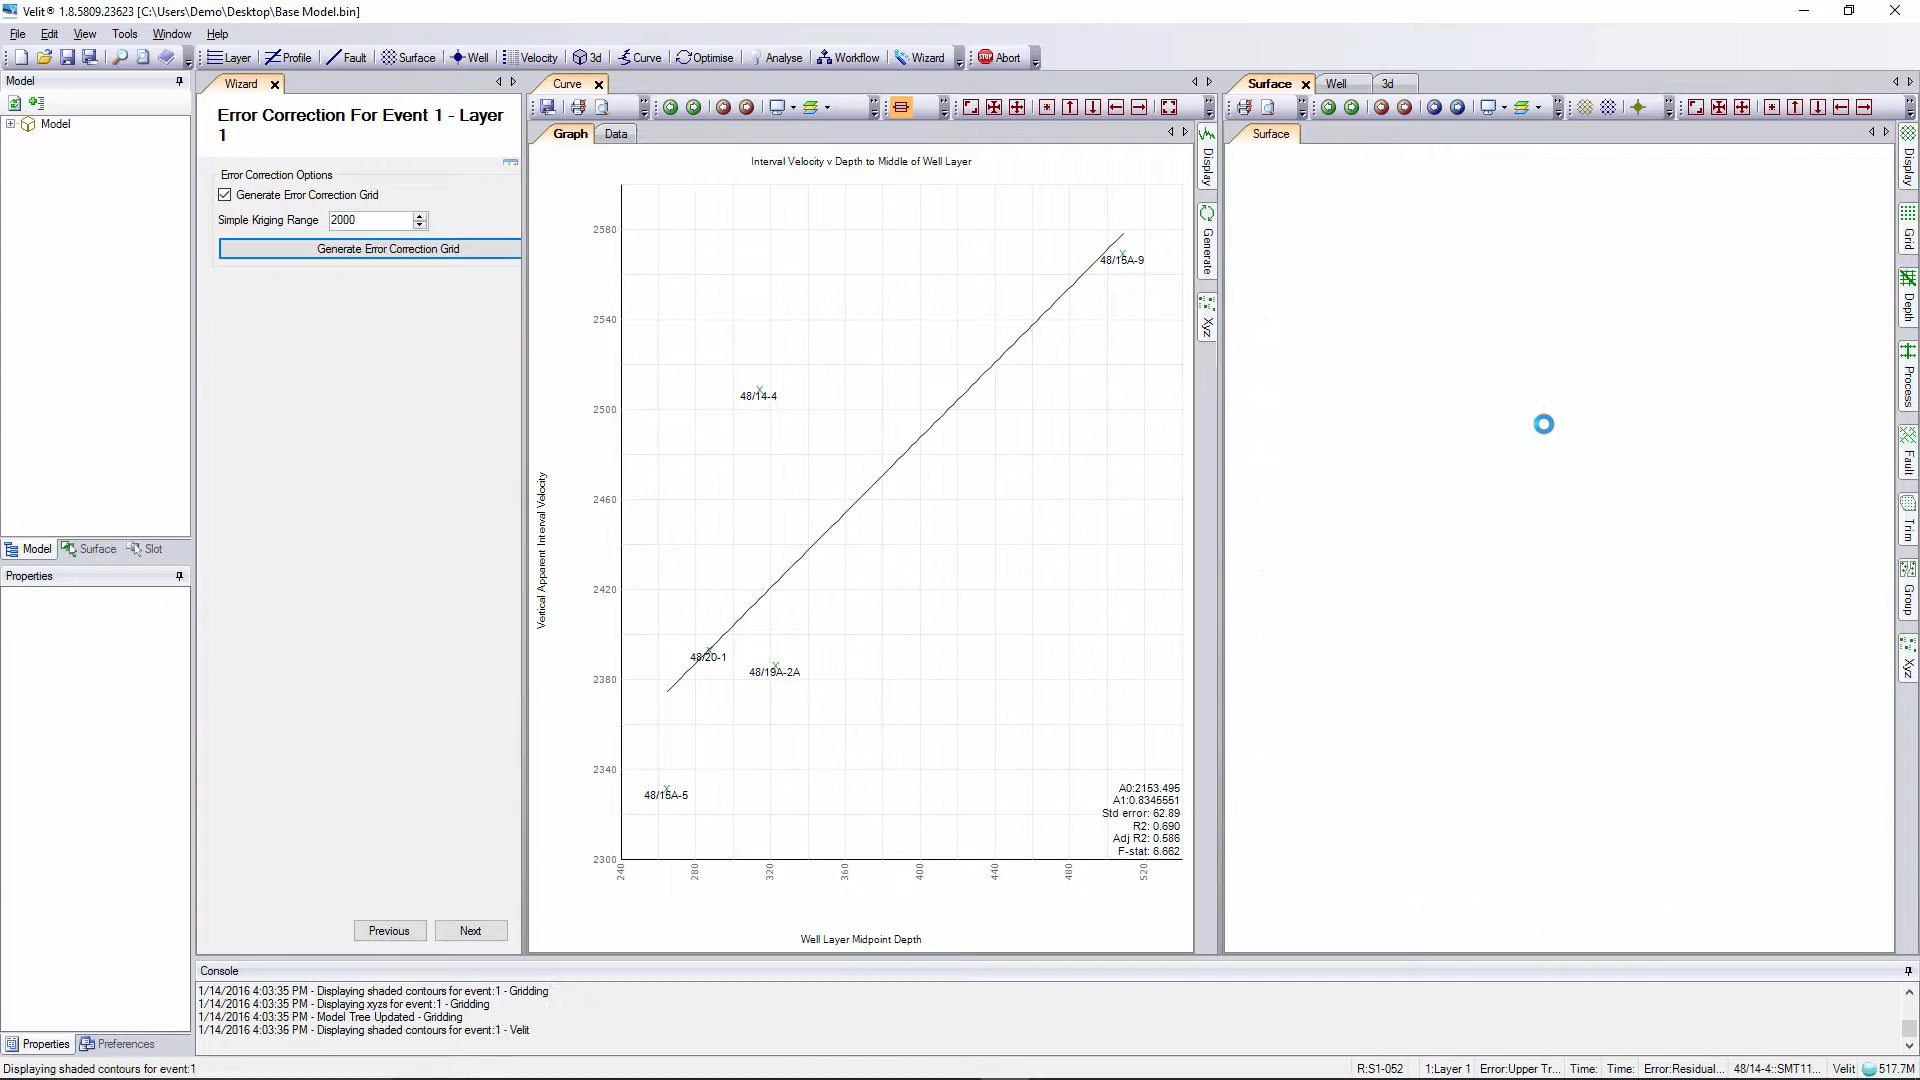 Velit® 1.8.5809.23623 [C:\Users\Demo\Desktop\Base Model.bin]
File Edit View Tools Window Help
Layer Profile Fault Surface Well Velocity 3d Curve Optimise Analyse Workflow Wizard Abort
Model
Model
Model Surface Slot
Properties
Properties Preferences
Wizard
Error Correction For Event 1 - Layer
1
Error Correction Options
Generate Error Correction Grid
Simple Kriging Range 2000
Generate Error Correction Grid
Previous Next
Curve
Graph Data
Interval Velocity v Depth to Middle of Well Layer
Vertical Apparent Interval Velocity
2580
2540
2500
2460
2420
2380
2340
2300
48/15A-9
48/14-4
48/20-1
48/19A-2A
48/15A-5
A0:2153.495
A1:0.8345551
Std error: 62.89
R2: 0.690
Adj R2: 0.586
F-stat: 6.662
240 280 320 360 400 440 480 520
Well Layer Midpoint Depth
Display
Generate
Xyz
Surface Well 3d
Surface
Display
Grid
Depth
Process
Fault
Trim
Group
Xyz
Console
1/14/2016 4:03:35 PM - Displaying shaded contours for event:1 - Gridding
1/14/2016 4:03:35 PM - Displaying xyzs for event:1 - Gridding
1/14/2016 4:03:35 PM - Model Tree Updated - Gridding
1/14/2016 4:03:36 PM - Displaying shaded contours for event:1 - Velit
Displaying shaded contours for event:1
R:S1-052 1:Layer 1 Error:Upper Tr... Time: Time: Error:Residual... 48/14-4::SMT11... Velit 517.7M